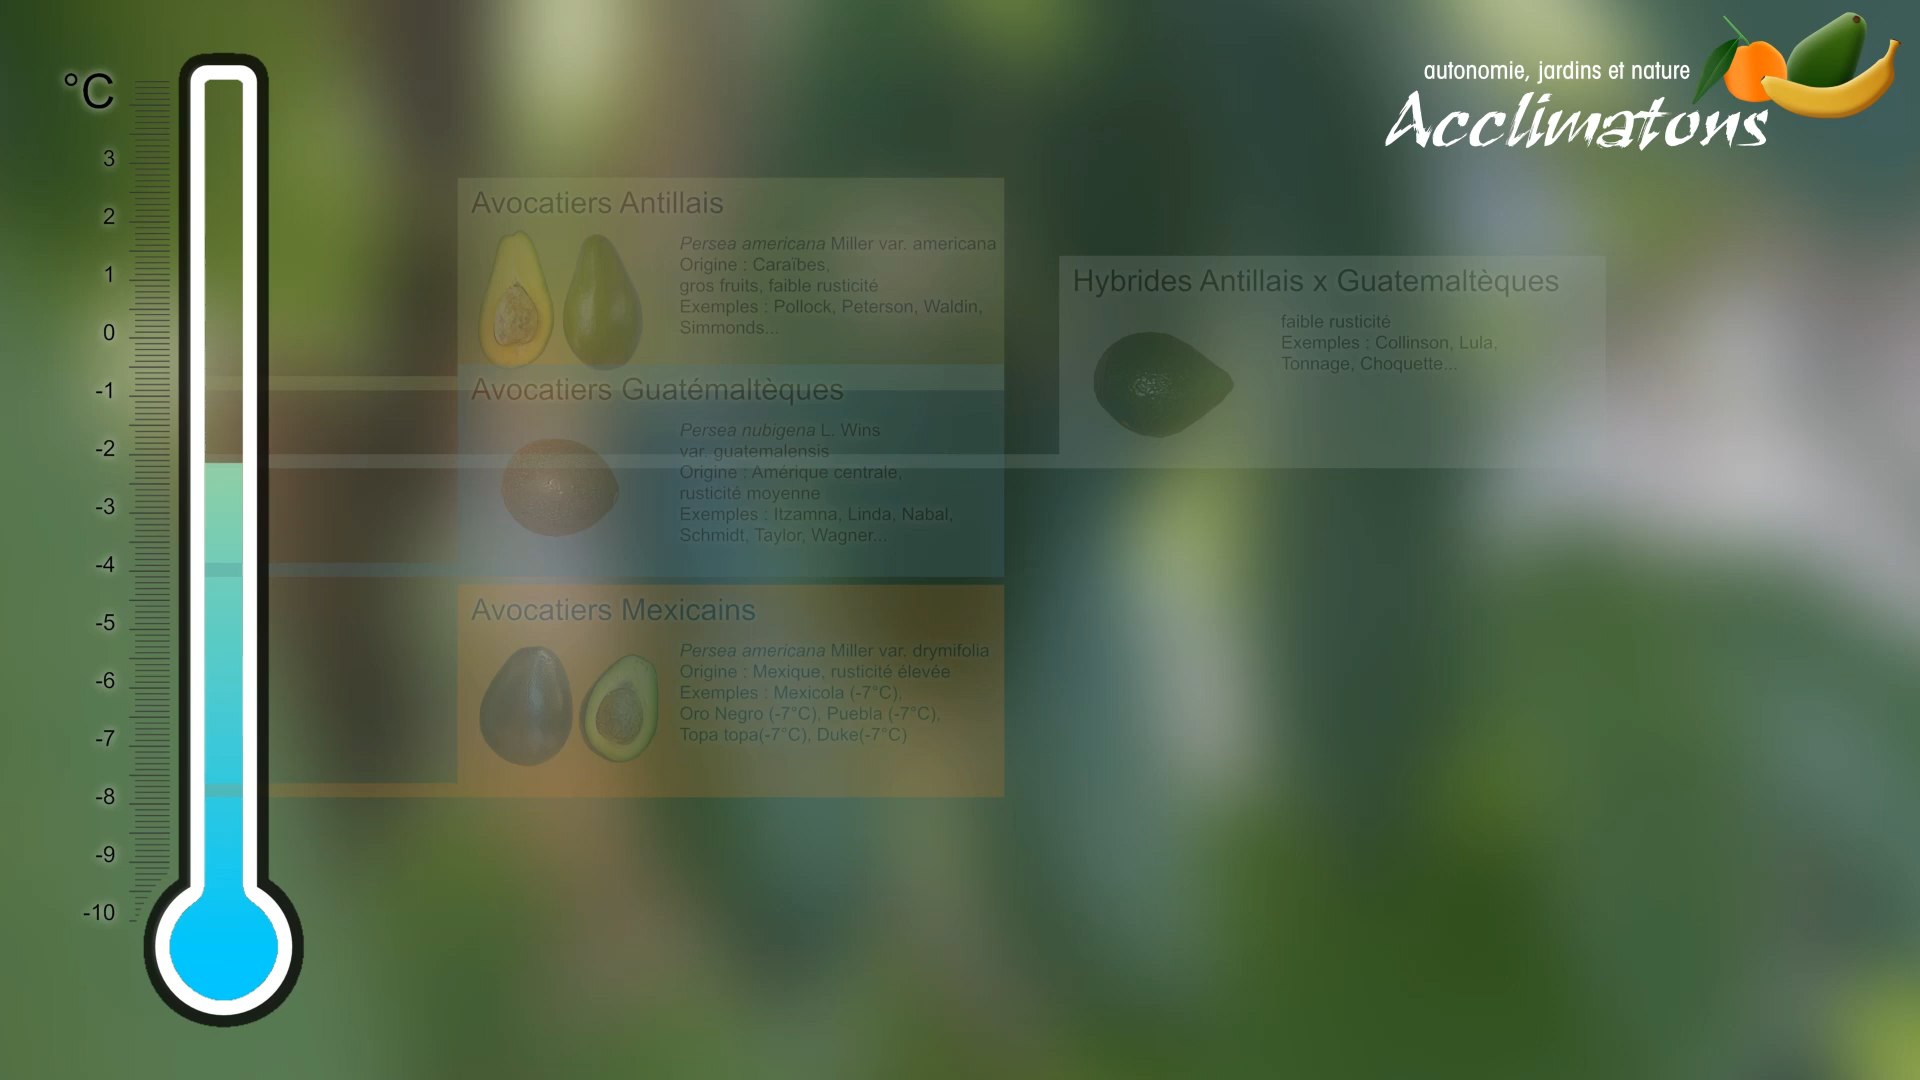 °C
3
2
1
0
-1
-2
-3
-4
-5
-6
-7
-8
-9
-10
autonomie, jardins et nature
Acclimatons
Avocatiers Antillais
Persea americana Miller var. americana
Origine : Caraïbes,
gros fruits, faible rusticité
Exemples : Pollock, Peterson, Waldin,
Simmonds...
Hybrides Antillais x Guatemaltèques
faible rusticité
Exemples : Collinson, Lula,
Tonnage, Choquette...
Avocatiers Guatémaltèques
Persea nubigena L. Wins
var. guatemalensis
Origine : Amérique centrale,
rusticité moyenne
Exemples : Itzamna, Linda, Nabal,
Schmidt, Taylor, Wagner...
Avocatiers Mexicains
Persea americana Miller var. drymifolia
Origine : Mexique, rusticité élevée
Exemples : Mexicola (-7°C),
Oro Negro (-7°C), Puebla (-7°C),
Topa topa(-7°C), Duke(-7°C)